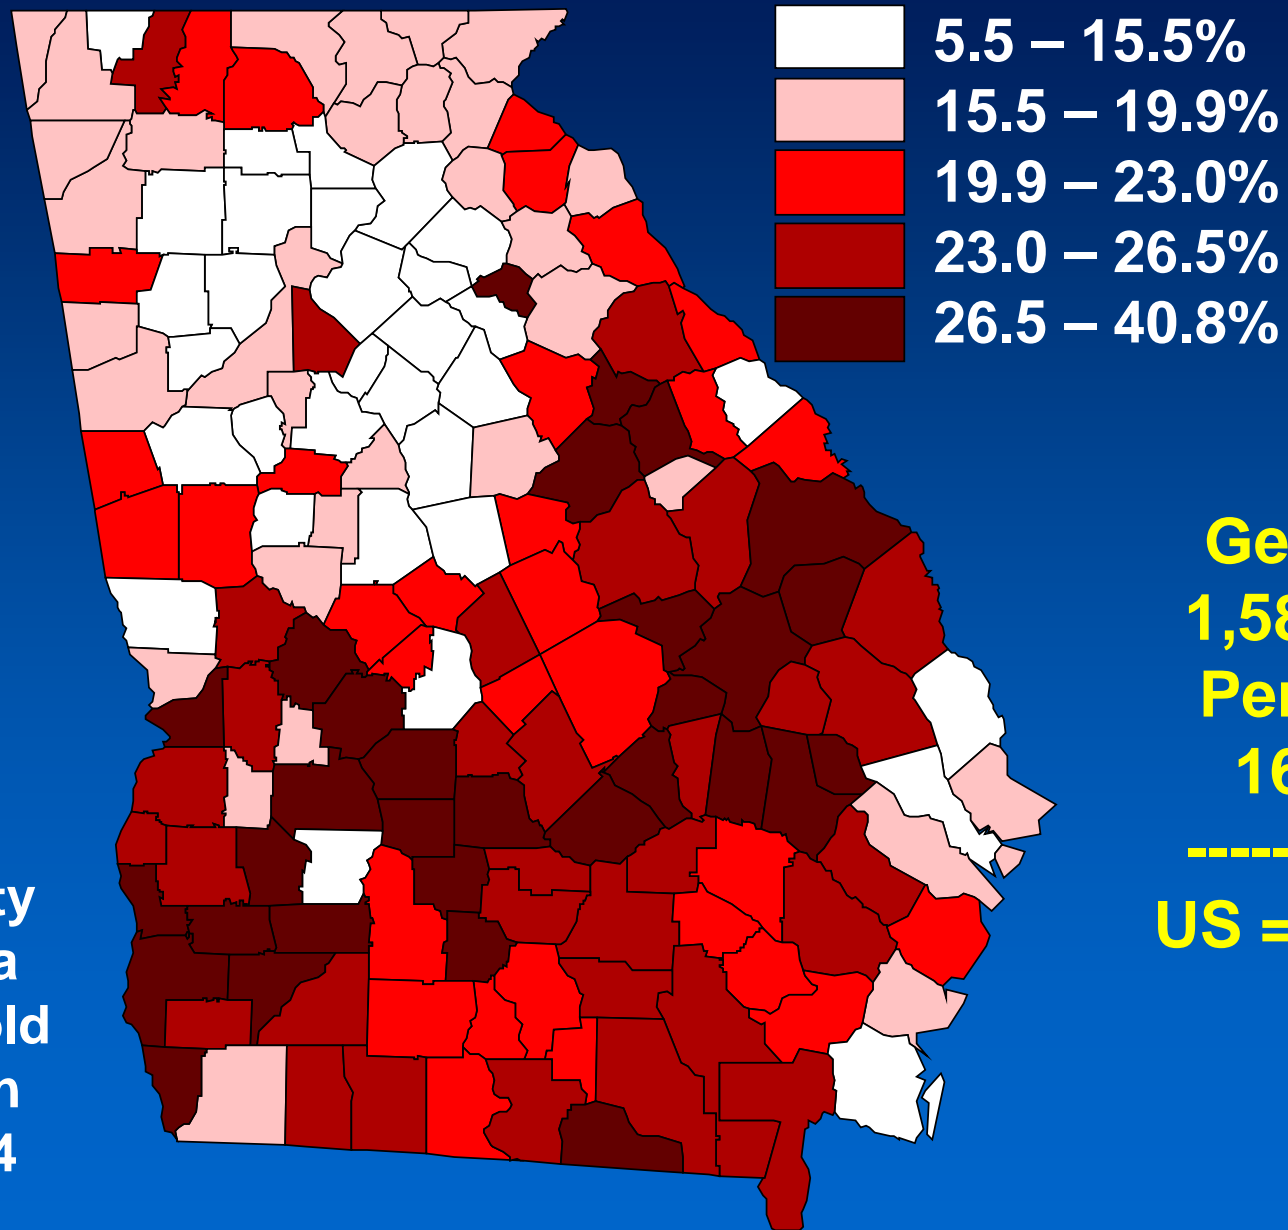 5.5 – 15.5%
15.5 – 19.9%
19.9 – 23.0%
23.0 – 26.5%
26.5 – 40.8%
Ge
1,58
Per
16
------
US =
ty
a
old
n
4